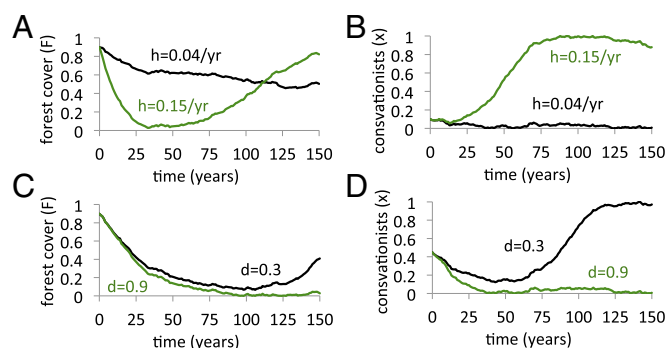 A
forest cover (F)
1
0.8
0.6
0.4
0.2
0
h=0.04/yr
h=0.15/yr
0 25 50 75 100 125 150
time (years)
B
consvationists (x)
1
0.8
0.6
0.4
0.2
0
h=0.15/yr
h=0.04/yr
0 25 50 75 100 125 150
time (years)
C
forest cover (F)
1
0.8
0.6
0.4
0.2
0
d=0.3
d=0.9
0 25 50 75 100 125 150
time (years)
D
consvationists (x)
1
0.8
0.6
0.4
0.2
0
d=0.3
d=0.9
0 25 50 75 100 125 150
time (years)